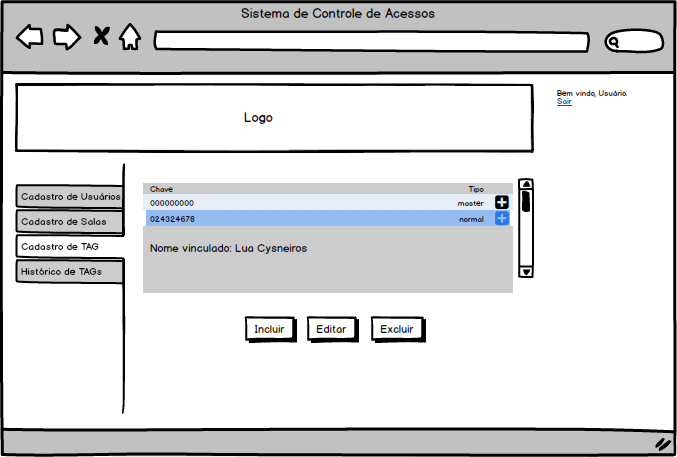 Sistema de Controle de Acessos
Bem vindo, Usuário.
Sair
Logo
Cadastro de Usuários
Cadastro de Salas
Cadastro de TAG
Histórico de TAGs
Chave Tipo
000000000 master
024324678 normal
Nome vinculado: Lua Cysneiros
Incluir Editar Excluir